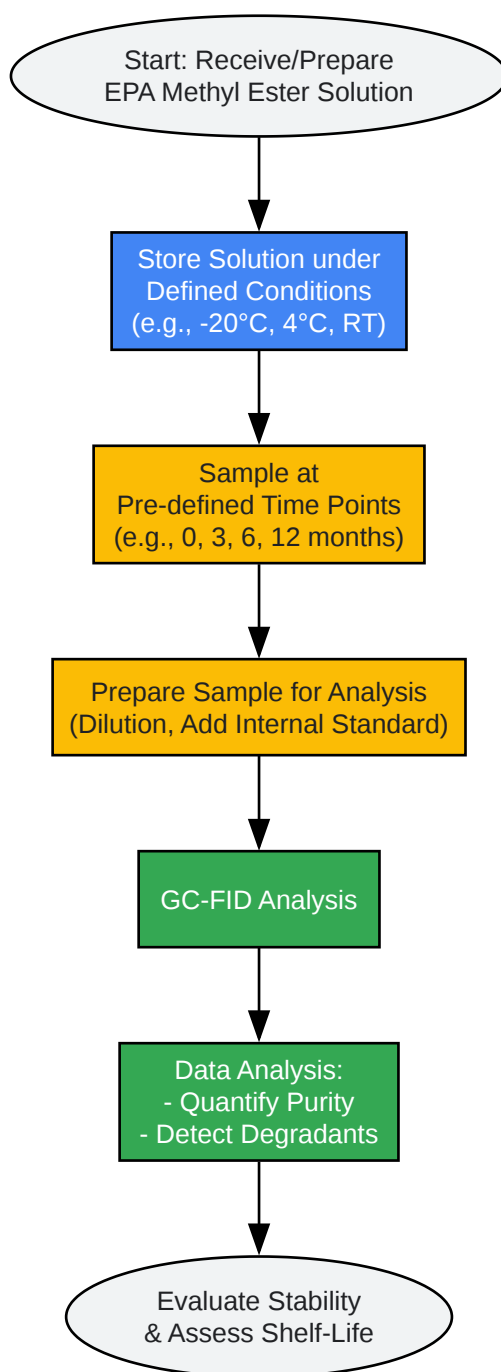 Start: Receive/Prepare
EPA Methyl Ester Solution
Store Solution under
Defined Conditions
(e.g., -20°C, 4°C, RT)
Sample at
Pre-defined Time Points
(e.g., 0, 3, 6, 12 months)
Prepare Sample for Analysis
(Dilution, Add Internal Standard)
GC-FID Analysis
Data Analysis:
- Quantify Purity
- Detect Degradants
Evaluate Stability
& Assess Shelf-Life